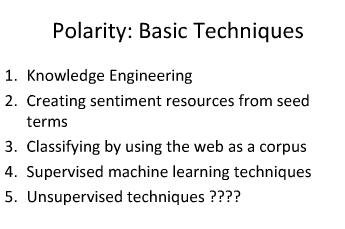 Polarity: Basic Techniques
1. Knowledge Engineering
2. Creating sentiment resources from seed
terms
3. Classifying by using the web as a corpus
4. Supervised machine learning techniques
5. Unsupervised techniques ????